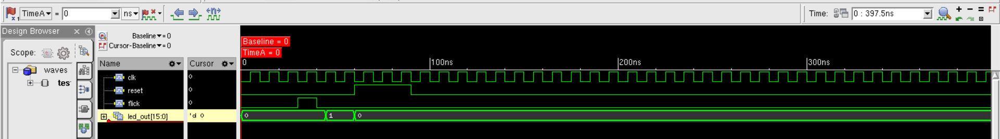 TimeA = 0 ns Time: 0 : 397.5ns
Design Browser
Scope:
waves
tes
Baseline = 0
Cursor-Baseline = 0
Name Cursor
clk 0
reset 0
flick 0
led_out[15:0] 'd 0
Baseline = 0
TimeA = 0
0 100ns 200ns 300ns
0 1 0